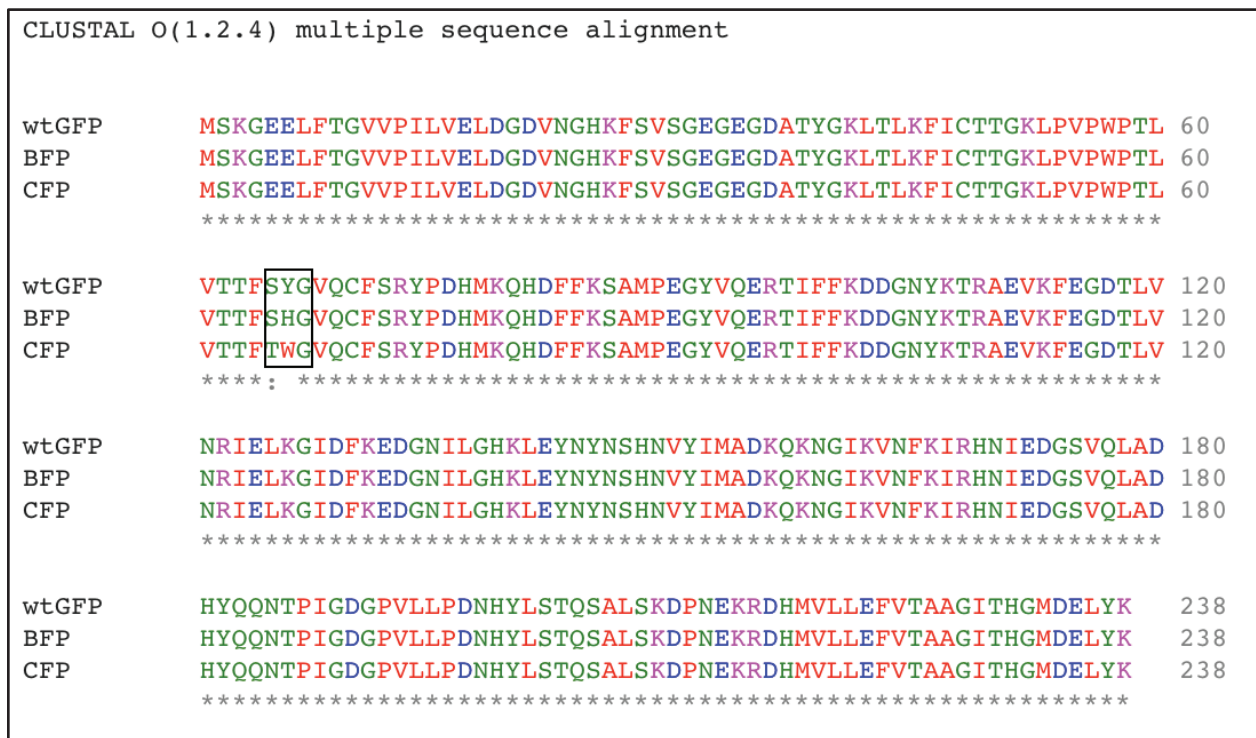 CLUSTAL O(1.2.4) multiple sequence alignment
wtGFP MSKGEELFTGVVPILVELDGDVNGHKFSVSGEGEGDATYGKLTLKFICTTGKLPVPWPTL 60
BFP MSKGEELFTGVVPILVELDGDVNGHKFSVSGEGEGDATYGKLTLKFICTTGKLPVPWPTL 60
CFP MSKGEELFTGVVPILVELDGDVNGHKFSVSGEGEGDATYGKLTLKFICTTGKLPVPWPTL 60
************************************************************
wtGFP VTTFSYGVQCFSRYPDHMKQHDFFKSAMPEGYVQERTIFFKDDGNYKTRAEVKFEGDTLV 120
BFP VTTFSHGVQCFSRYPDHMKQHDFFKSAMPEGYVQERTIFFKDDGNYKTRAEVKFEGDTLV 120
CFP VTTFTWGVQCFSRYPDHMKQHDFFKSAMPEGYVQERTIFFKDDGNYKTRAEVKFEGDTLV 120
****: ******************************************************
wtGFP NRIELKGIDFKEDGNILGHKLEYNYNSHNVYIMADKQKNGIKVNFKIRHNIEDGSVQLAD 180
BFP NRIELKGIDFKEDGNILGHKLEYNYNSHNVYIMADKQKNGIKVNFKIRHNIEDGSVQLAD 180
CFP NRIELKGIDFKEDGNILGHKLEYNYNSHNVYIMADKQKNGIKVNFKIRHNIEDGSVQLAD 180
************************************************************
wtGFP HYQQNTPIGDGPVLLPDNHYLSTQSALSKDPNEKRDHMVLLEFVTAAGITHGMDELYK 238
BFP HYQQNTPIGDGPVLLPDNHYLSTQSALSKDPNEKRDHMVLLEFVTAAGITHGMDELYK 238
CFP HYQQNTPIGDGPVLLPDNHYLSTQSALSKDPNEKRDHMVLLEFVTAAGITHGMDELYK 238
**********************************************************